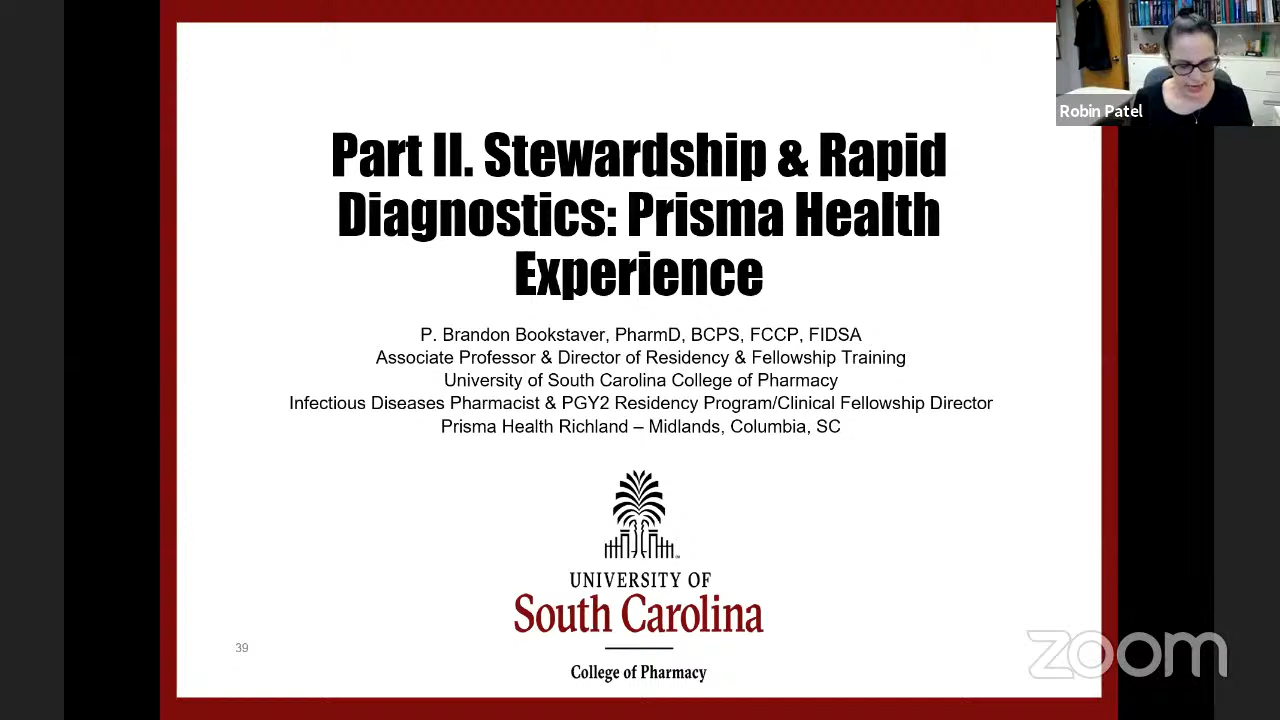 Robin Patel
Part II. Stewardship & Rapid
Diagnostics: Prisma Health
Experience
P. Brandon Bookstaver, PharmD, BCPS, FCCP, FIDSA
Associate Professor & Director of Residency & Fellowship Training
University of South Carolina College of Pharmacy
Infectious Diseases Pharmacist & PGY2 Residency Program/Clinical Fellowship Director
Prisma Health Richland – Midlands, Columbia, SC
UNIVERSITY OF
South Carolina
College of Pharmacy
39
zoom